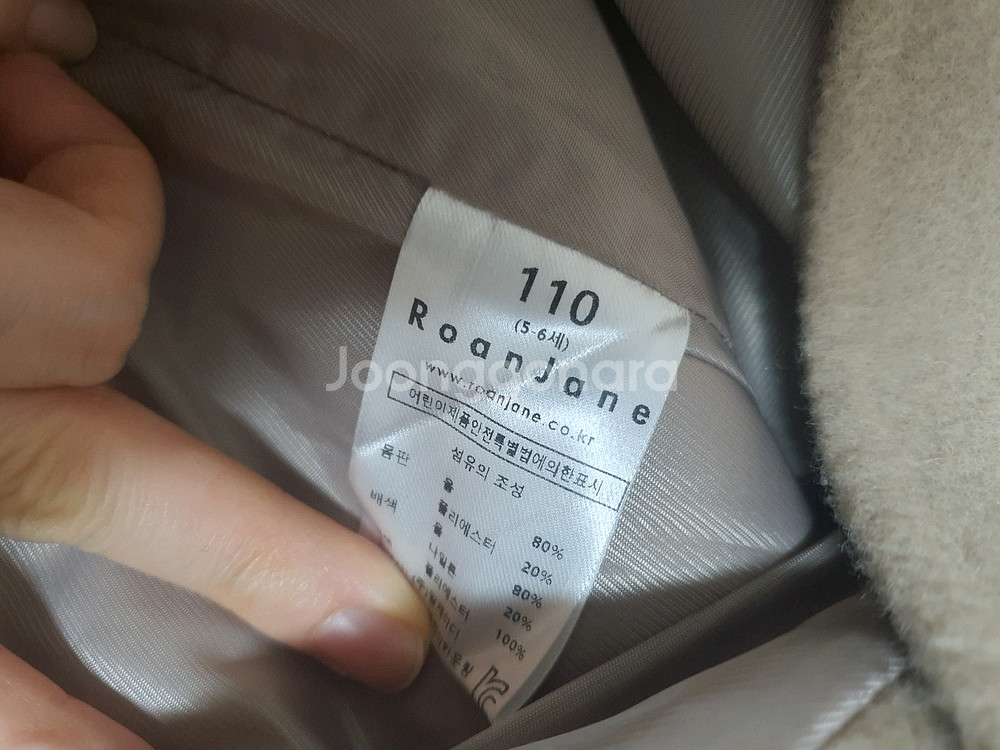 110
(5-6세)
RoanJane
www.roanjane.co.kr
어린이제품안전특별법에의한표시
섬유의 조성
몸판 울 80%
폴리에스터 20%
배색 울 80%
나일론 20%
폴리에스터 100%
Joongonara